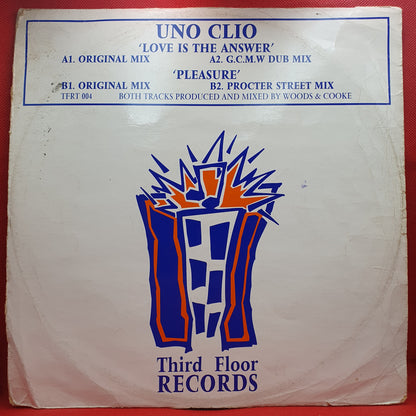 UNO CLIO
‘LOVE IS THE ANSWER’
A1. ORIGINAL MIX A2. G.C.M.W DUB MIX
‘PLEASURE’
B1. ORIGINAL MIX B2. PROCTER STREET MIX
TFRT 004 BOTH TRACKS PRODUCED AND MIXED BY WOODS & COOKE
Third Floor
RECORDS